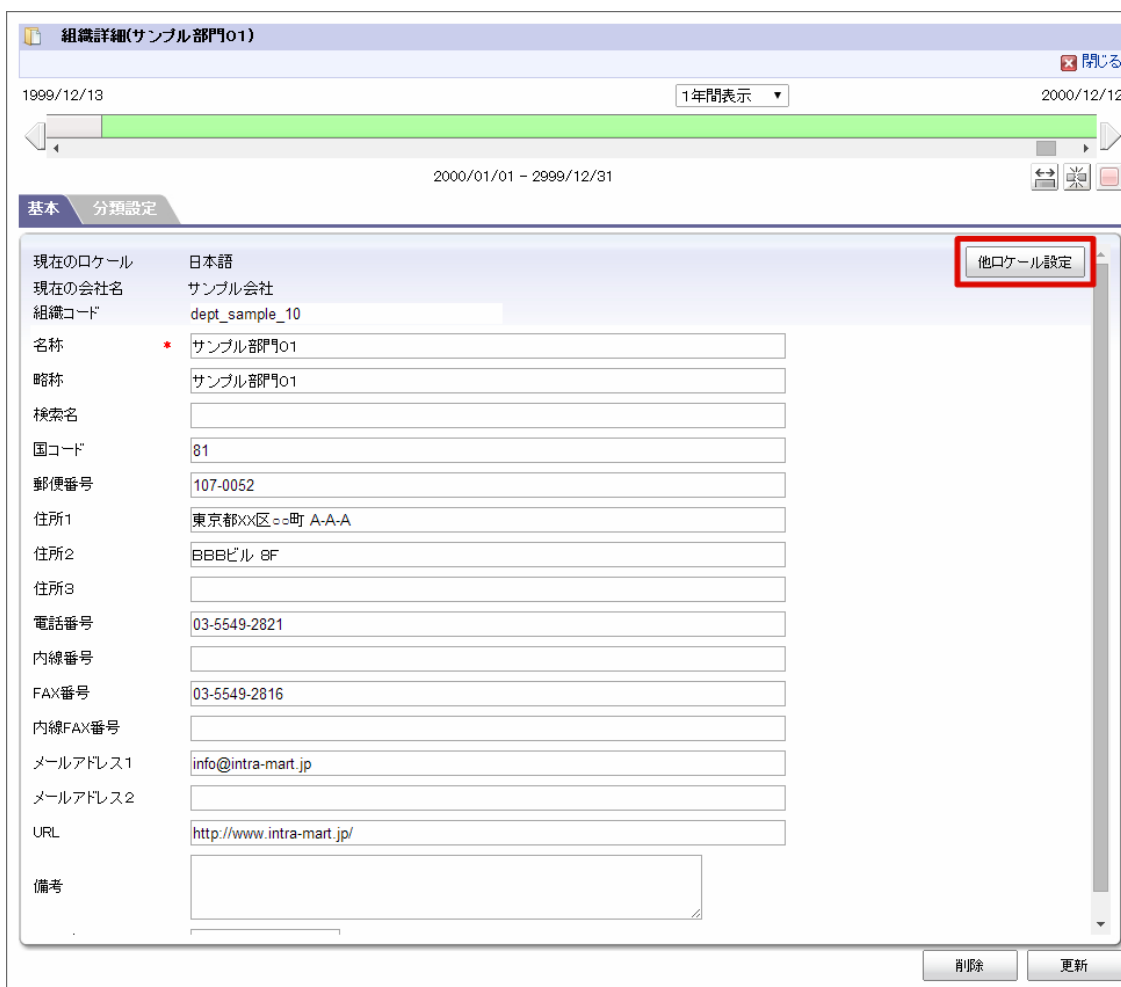 組織詳細(サンプル部門01)
閉じる
1999/12/13 1年間表示 2000/12/12
2000/01/01 - 2999/12/31
基本 分類設定
現在のロケール 日本語 他ロケール設定
現在の会社名 サンプル会社
組織コード dept_sample_10
名称 * サンプル部門01
略称 サンプル部門01
検索名
国コード 81
郵便番号 107-0052
住所1 東京都XX区○○町 A-A-A
住所2 BBBビル 8F
住所3
電話番号 03-5549-2821
内線番号
FAX番号 03-5549-2816
内線FAX番号
メールアドレス1 info@intra-mart.jp
メールアドレス2
URL http://www.intra-mart.jp/
備考
削除 更新